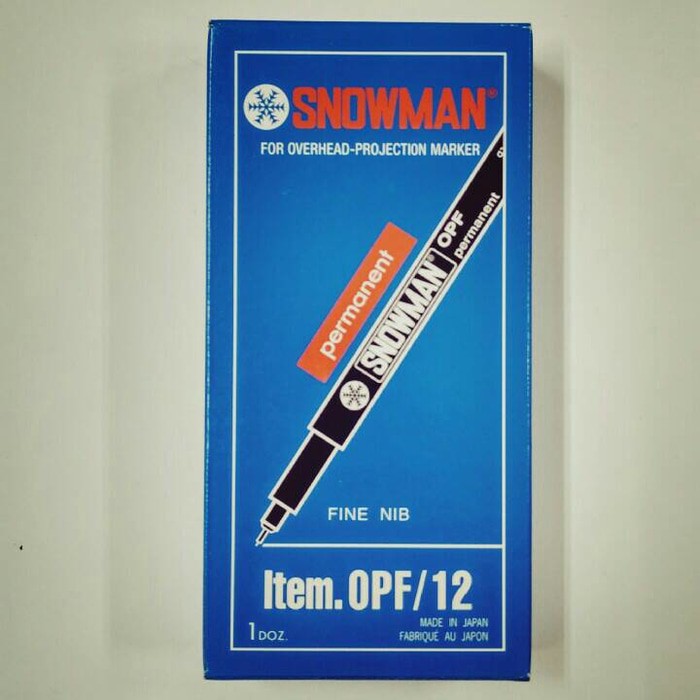 SNOWMAN®
FOR OVERHEAD-PROJECTION MARKER
permanent
SNOWMAN® OPF
permanent
FINE NIB
Item. OPF/12
1 DOZ.
MADE IN JAPAN
FABRIQUÉ AU JAPON